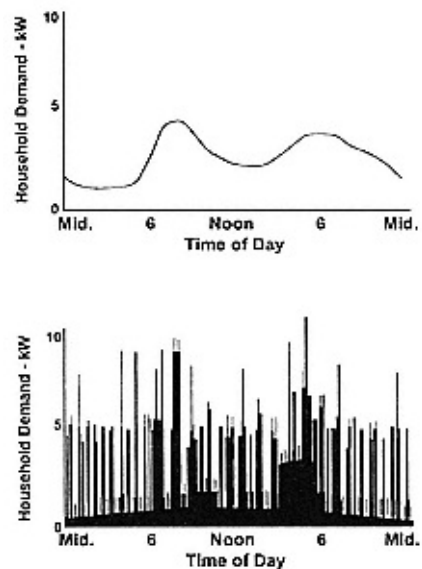 10
Household Demand - kW
5
0
Mid. 6 Noon 6 Mid.
Time of Day
10
Household Demand - kW
5
0
Mid. 6 Noon 6 Mid.
Time of Day